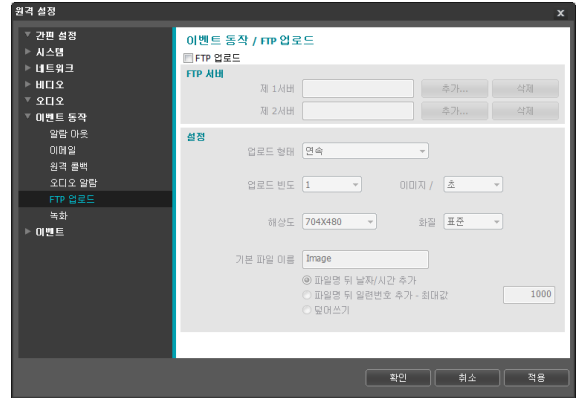 원격 설정
x
간편 설정
시스템
네트워크
비디오
오디오
이벤트 동작
알람 아웃
이메일
원격 콜백
오디오 알람
FTP 업로드
녹화
이벤트
이벤트 동작 / FTP 업로드
FTP 업로드
FTP 서버
제 1서버 추가... 삭제
제 2서버 추가... 삭제
설정
업로드 형태 연속
업로드 빈도 1 이미지 / 초
해상도 704X480 화질 표준
기본 파일 이름 Image
파일명 뒤 날짜/시간 추가
파일명 뒤 일련번호 추가 - 최대값 1000
덮어쓰기
확인 취소 적용